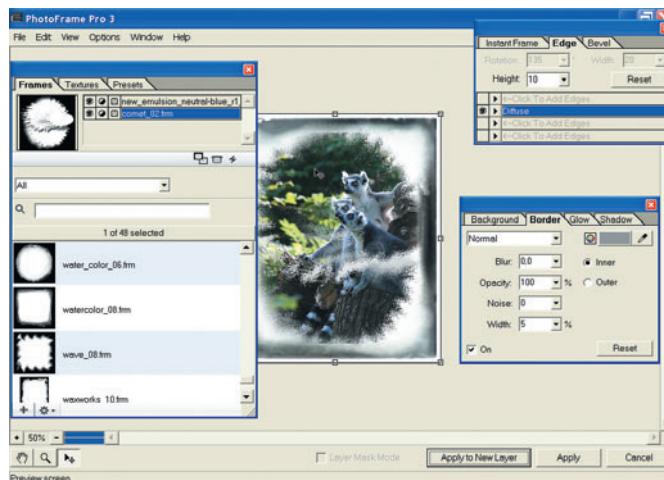 PhotoFrame Pro 3
File Edit View Options Window Help
Frames Textures Presets
new_emulsion_neutral-blue_r1
comet_02.frm
All
1 of 48 selected
water_color_06.frm
watercolor_08.frm
wave_08.frm
waxworks_10.frm
Instant Frame Edge Bevel
Rotation: 135 ° Width: 20
Height: 10 Reset
<-Click To Add Edges
Diffuse
<-Click To Add Edges
<-Click To Add Edges
Background Border Glow Shadow
Normal
Blur: 0,0 Inner
Opacity: 100 % Outer
Noise: 0
Width: 5 %
On Reset
50%
Layer Mask Mode Apply to New Layer Apply Cancel
Preview screen